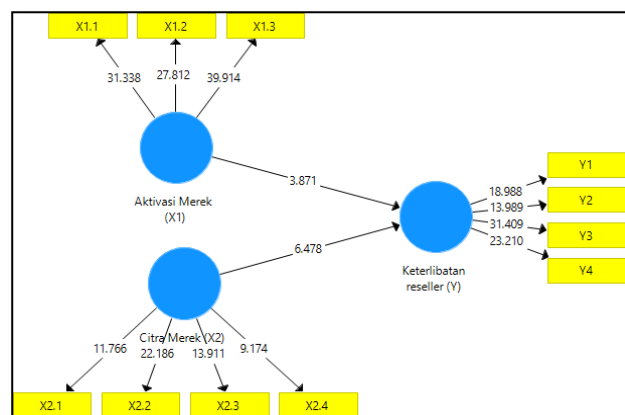 X1.1
X1.2
X1.3
31.338
27.812
39.914
Aktivasi Merek
(X1)
3.871
Y1
Y2
Y3
Y4
18.988
13.989
31.409
23.210
Keterlibatan
reseller (Y)
6.478
Citra Merek (X2)
11.766
22.186
13.911
9.174
X2.1
X2.2
X2.3
X2.4